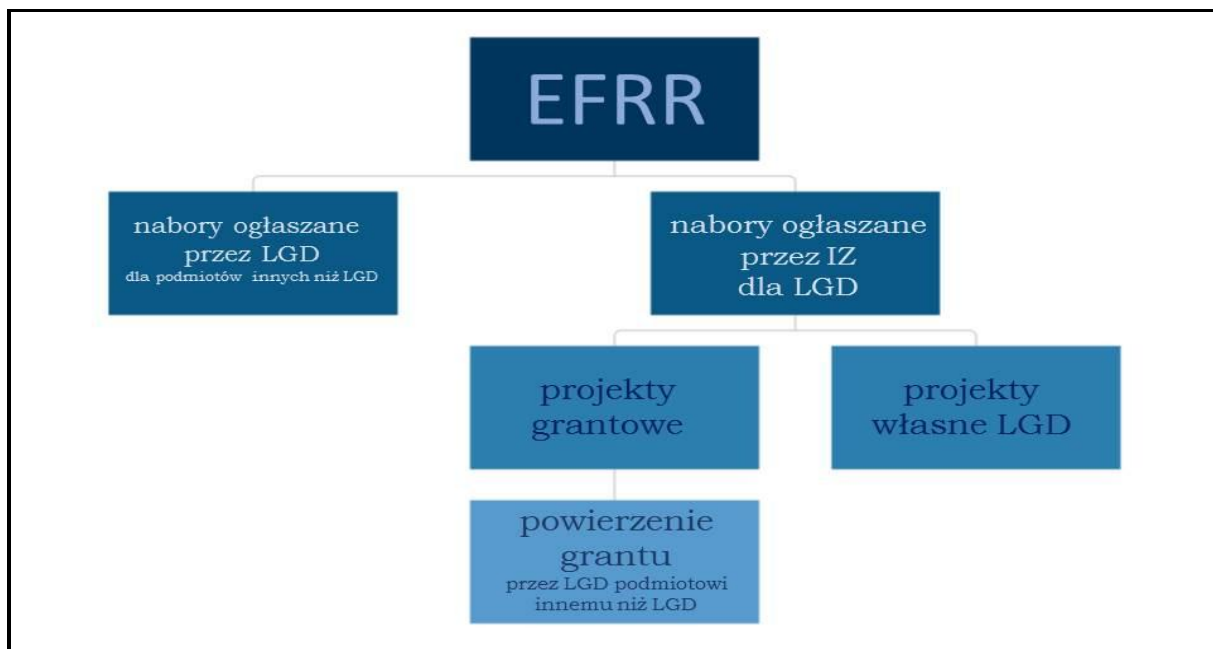 EFRR
nabory ogłaszane
przez LGD
dla podmiotów innych niż LGD
nabory ogłaszane
przez IZ
dla LGD
projekty
grantowe
projekty
własne LGD
powierzenie
grantu
przez LGD podmiotowi
innemu niż LGD